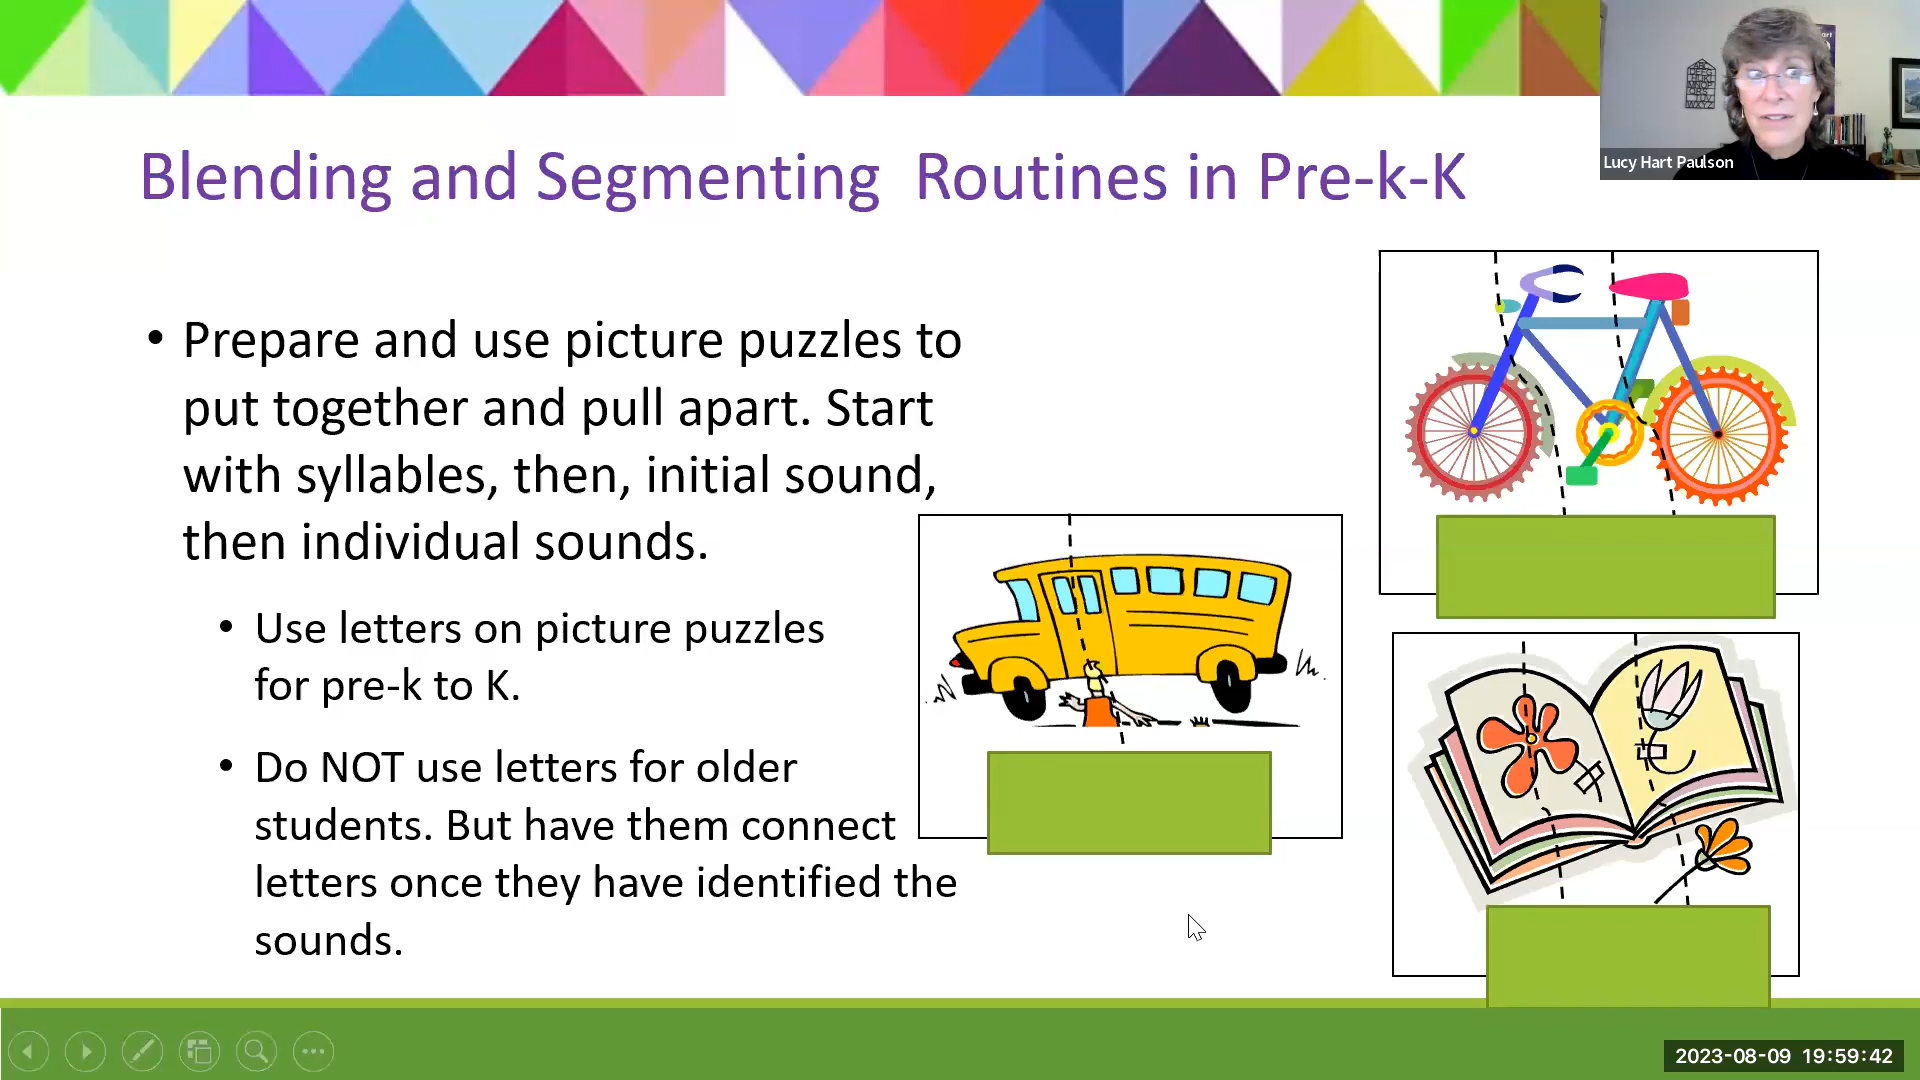 Blending and Segmenting Routines in Pre-k-K
Lucy Hart Paulson
• Prepare and use picture puzzles to
put together and pull apart. Start
with syllables, then, initial sound,
then individual sounds.
• Use letters on picture puzzles
for pre-k to K.
• Do NOT use letters for older
students. But have them connect
letters once they have identified the
sounds.
2023-08-09 19:59:42